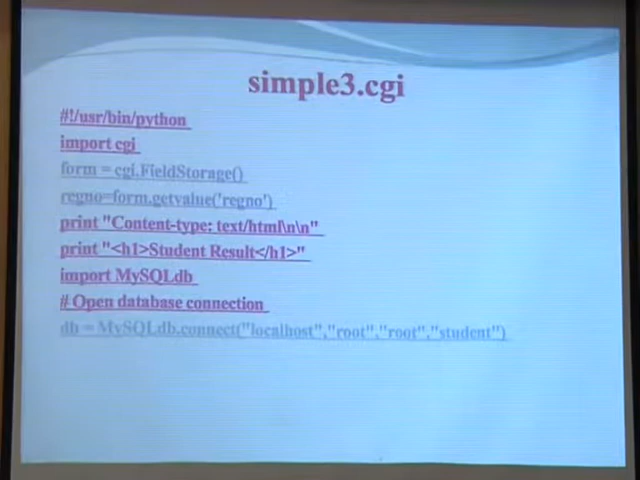 simple3.cgi
#!/usr/bin/python
import cgi
form = cgi.FieldStorage()
regno=form.getvalue('regno')
print "Content-type: text/html\n\n"
print "<h1>Student Result</h1>"
import MySQLdb
# Open database connection
db = MySQLdb.connect("localhost","root","root","student")